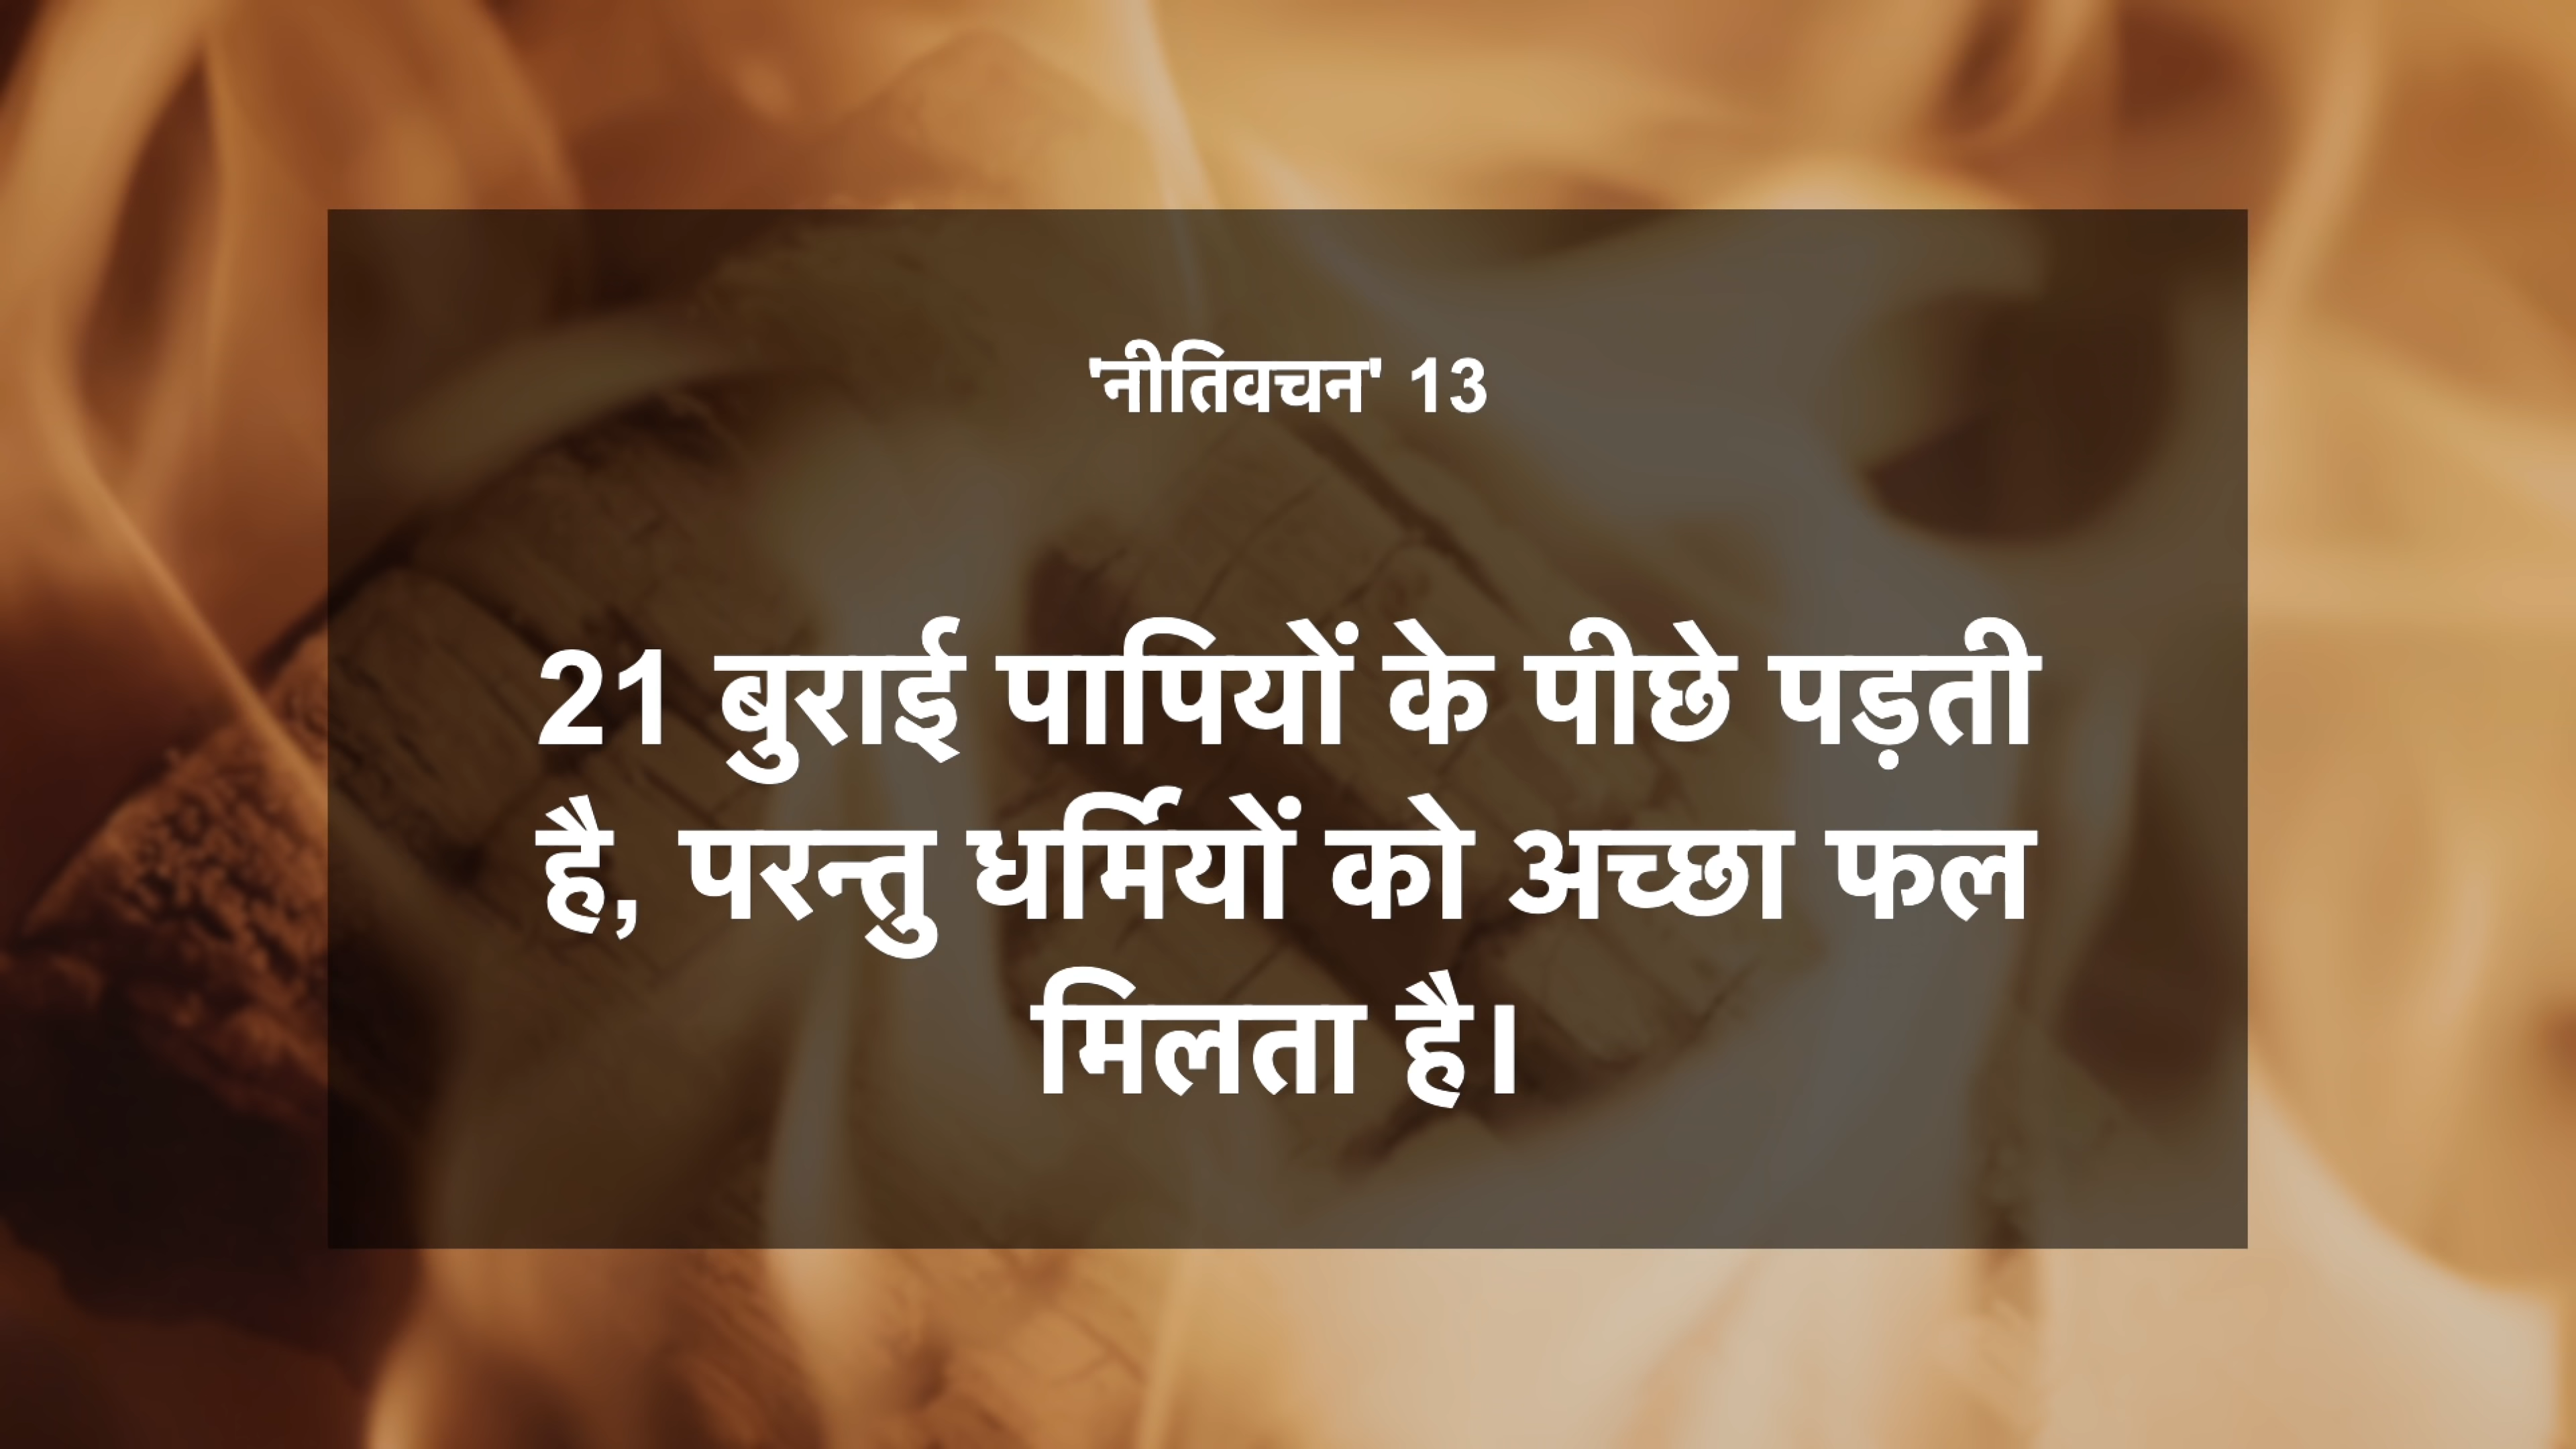 'नीतिवचन' 13
21 बुराई पापियों के पीछे पड़ती
है, परन्तु धर्मियों को अच्छा फल
मिलता है।